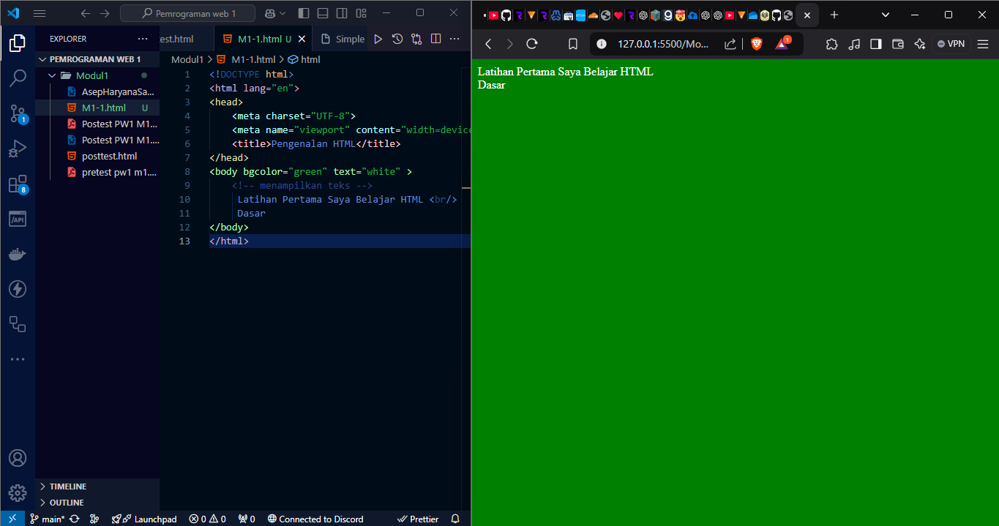 Pemrograman web 1
EXPLORER
PEMROGRAMAN WEB 1
Modul1
AsepHaryanaSa...
M1-1.html U
Postest PW1 M1...
Postest PW1 M1....
posttest.html
pretest pw1 m1....
TIMELINE
OUTLINE
1
8
/API
test.html
M1-1.html U
Simple
Modul1 > M1-1.html > html
1 <!DOCTYPE html>
2 <html lang="en">
3 <head>
4 <meta charset="UTF-8">
5 <meta name="viewport" content="width=device
6 <title>Pengenalan HTML</title>
7 </head>
8 <body bgcolor="green" text="white" >
9 <!-- menampilkan teks -->
10 Latihan Pertama Saya Belajar HTML <br/>
11 Dasar
12 </body>
13 </html>
main* Launchpad 0 0 0 Connected to Discord Prettier
127.0.0.1:5500/Mo...
1
VPN
Latihan Pertama Saya Belajar HTML
Dasar